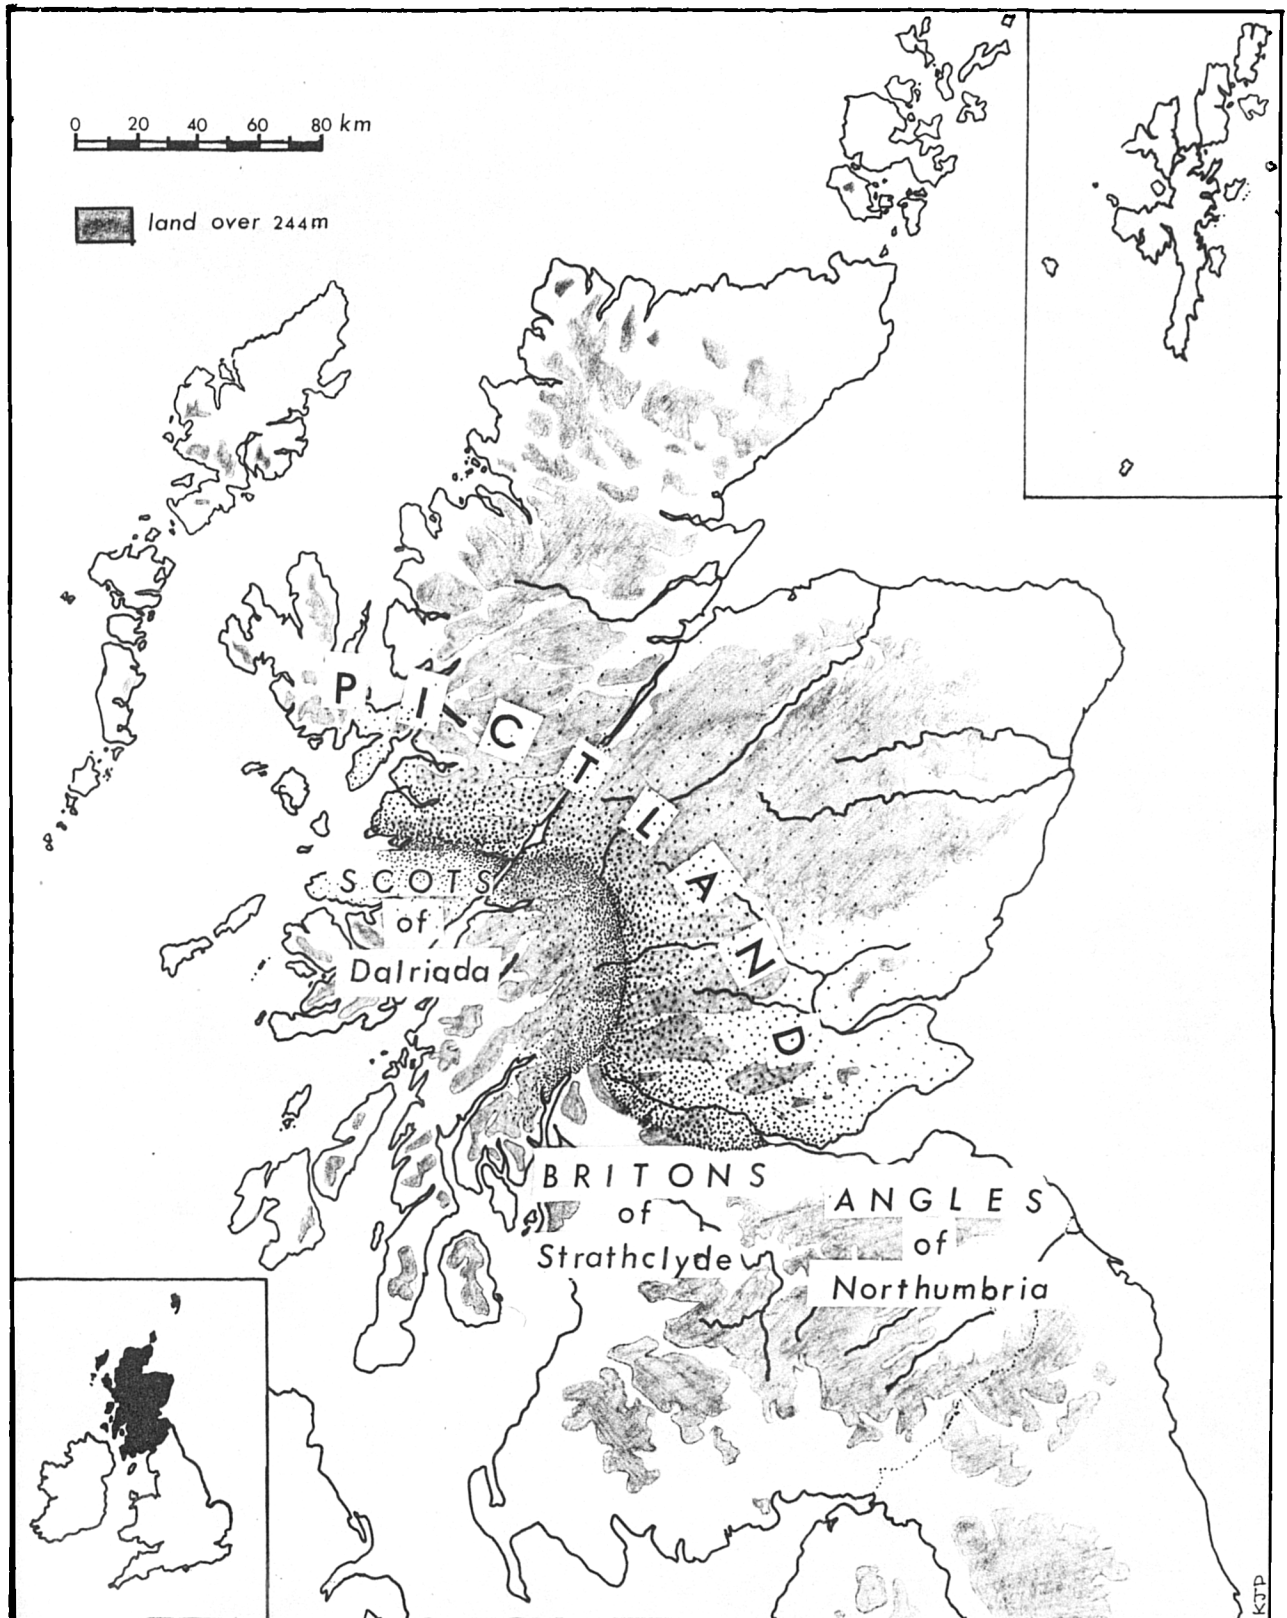 0 20 40 60 80 km
land over 244m
PICTLAND
SCOTS
of
Dalriada
BRITONS
of
Strathclyde
ANGLES
of
Northumbria
KJP